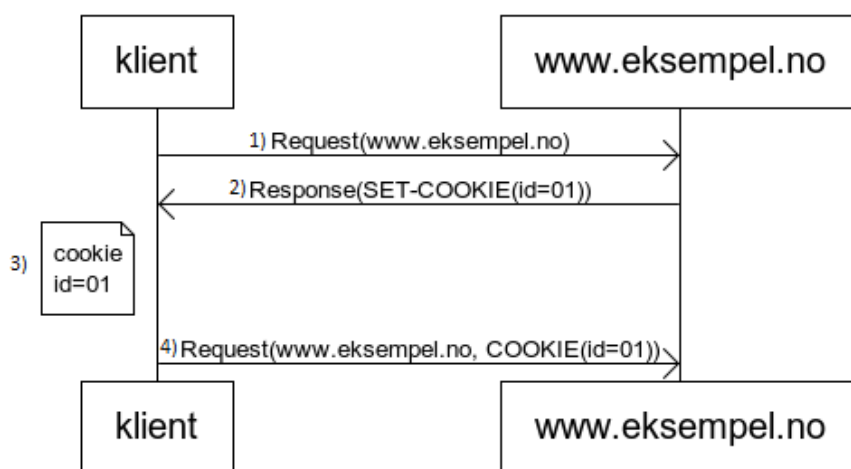 klient
www.eksempel.no
1) Request(www.eksempel.no)
2) Response(SET-COOKIE(id=01))
3)
cookie
id=01
4) Request(www.eksempel.no, COOKIE(id=01))
klient
www.eksempel.no